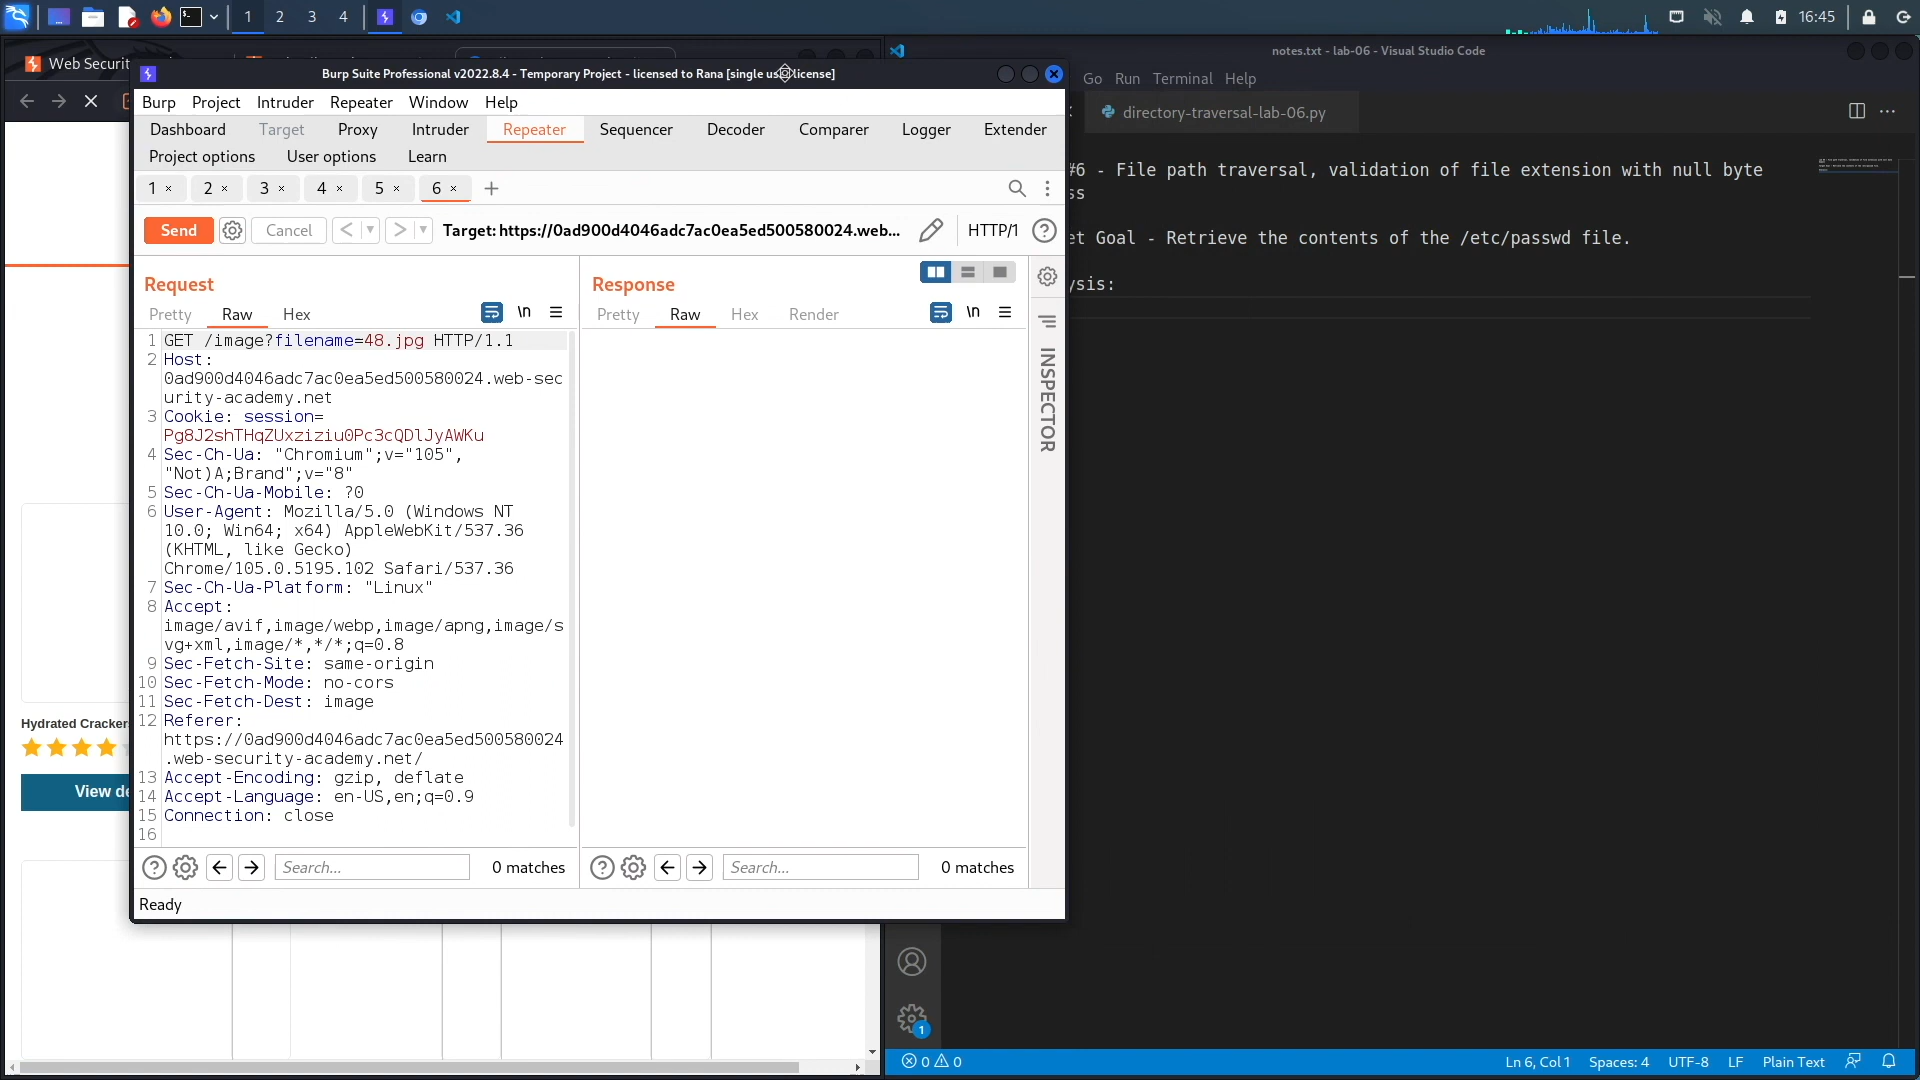 1
2
3
4
16:45
Web Securit
notes.txt - lab-06 - Visual Studio Code
Burp Suite Professional v2022.8.4 - Temporary Project - licensed to Rana [single user license]
Go Run Terminal Help
Burp Project Intruder Repeater Window Help
directory-traversal-lab-06.py
Dashboard Target Proxy Intruder Repeater Sequencer Decoder Comparer Logger Extender
Project options User options Learn
1 × 2 × 3 × 4 × 5 × 6 × +
Send Cancel Target: https://0ad900d4046adc7ac0ea5ed500580024.web... HTTP/1
#6 - File path traversal, validation of file extension with null byte
ss
et Goal - Retrieve the contents of the /etc/passwd file.
ysis:
Request
Pretty Raw Hex \n
1 GET /image?filename=48.jpg HTTP/1.1
2 Host:
0ad900d4046adc7ac0ea5ed500580024.web-sec
urity-academy.net
3 Cookie: session=
Pg8J2shTHqZUxziziu0Pc3cQDlJyAWKu
4 Sec-Ch-Ua: "Chromium";v="105",
"Not)A;Brand";v="8"
5 Sec-Ch-Ua-Mobile: ?0
6 User-Agent: Mozilla/5.0 (Windows NT
10.0; Win64; x64) AppleWebKit/537.36
(KHTML, like Gecko)
Chrome/105.0.5195.102 Safari/537.36
7 Sec-Ch-Ua-Platform: "Linux"
8 Accept:
image/avif,image/webp,image/apng,image/s
vg+xml,image/*,*/*;q=0.8
9 Sec-Fetch-Site: same-origin
10 Sec-Fetch-Mode: no-cors
11 Sec-Fetch-Dest: image
12 Referer:
https://0ad900d4046adc7ac0ea5ed500580024
.web-security-academy.net/
13 Accept-Encoding: gzip, deflate
14 Accept-Language: en-US,en;q=0.9
15 Connection: close
16
Search... 0 matches
Response
Pretty Raw Hex Render \n
Search... 0 matches
INSPECTOR
Ready
Hydrated Crackers
View de
1
0 0
Ln 6, Col 1 Spaces: 4 UTF-8 LF Plain Text